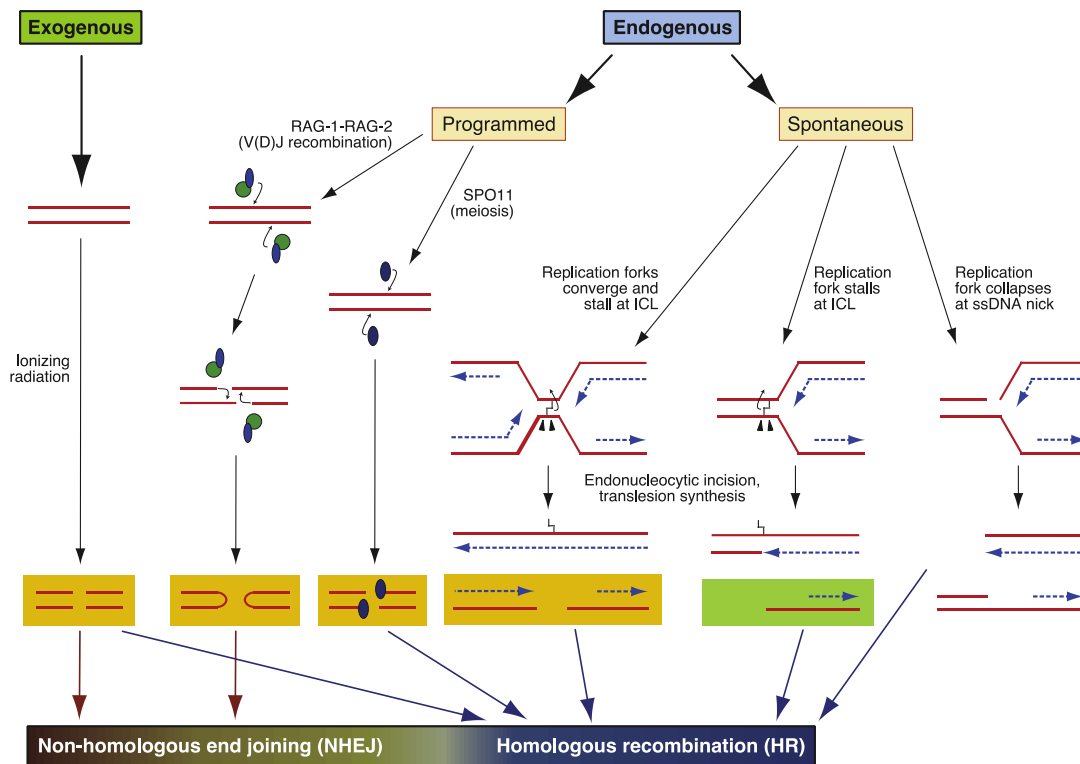 Exogenous
Endogenous
Programmed
Spontaneous
RAG-1-RAG-2
(V(D)J recombination)
SPO11
(meiosis)
Replication forks
converge and
stall at ICL
Replication
fork stalls
at ICL
Replication
fork collapses
at ssDNA nick
Ionizing
radiation
Endonucleocytic incision,
translesion synthesis
Non-homologous end joining (NHEJ)
Homologous recombination (HR)